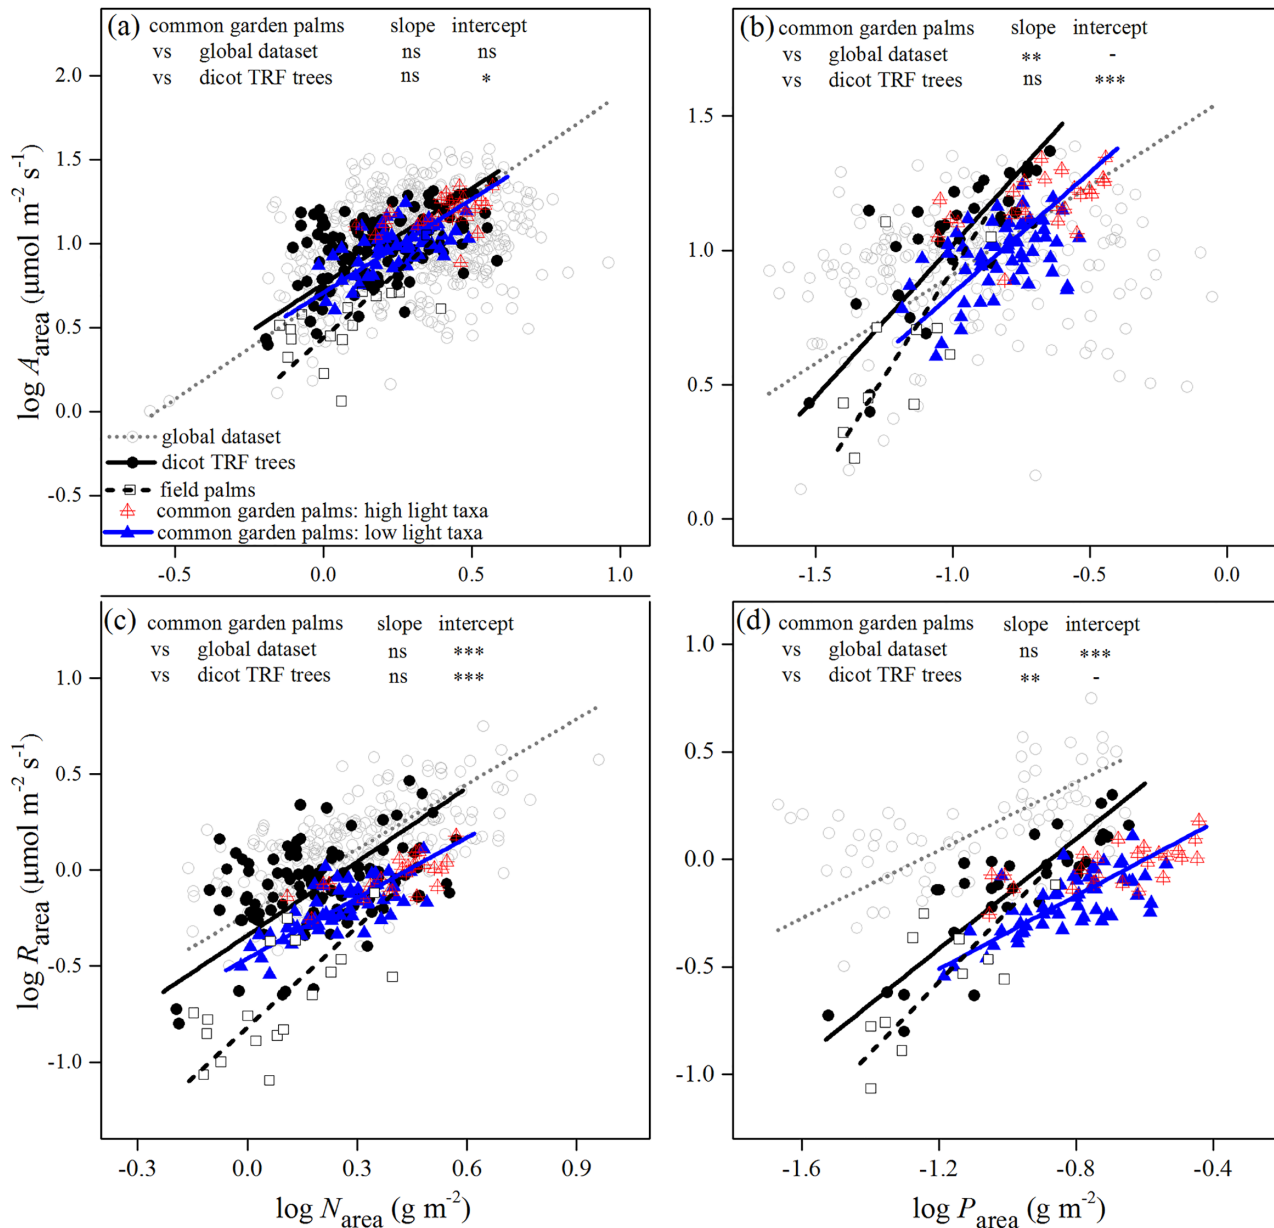 (a) common garden palms slope intercept
vs global dataset ns ns
vs dicot TRF trees ns *
2.0
1.5
1.0
0.5
0.0
-0.5
log A area (µmol m-2 s-1)
global dataset
dicot TRF trees
field palms
common garden palms: high light taxa
common garden palms: low light taxa
-0.5 0.0 0.5 1.0
(b) common garden palms slope intercept
vs global dataset ** -
vs dicot TRF trees ns ***
1.5
1.0
0.5
0.0
-1.5 -1.0 -0.5 0.0
(c) common garden palms slope intercept
vs global dataset ns ***
vs dicot TRF trees ns ***
1.0
0.5
0.0
-0.5
-1.0
log R area (µmol m-2 s-1)
-0.3 0.0 0.3 0.6 0.9
log N area (g m-2)
(d) common garden palms slope intercept
vs global dataset ns ***
vs dicot TRF trees ** -
1.0
0.5
0.0
-0.5
-1.0
-1.6 -1.2 -0.8 -0.4
log P area (g m-2)